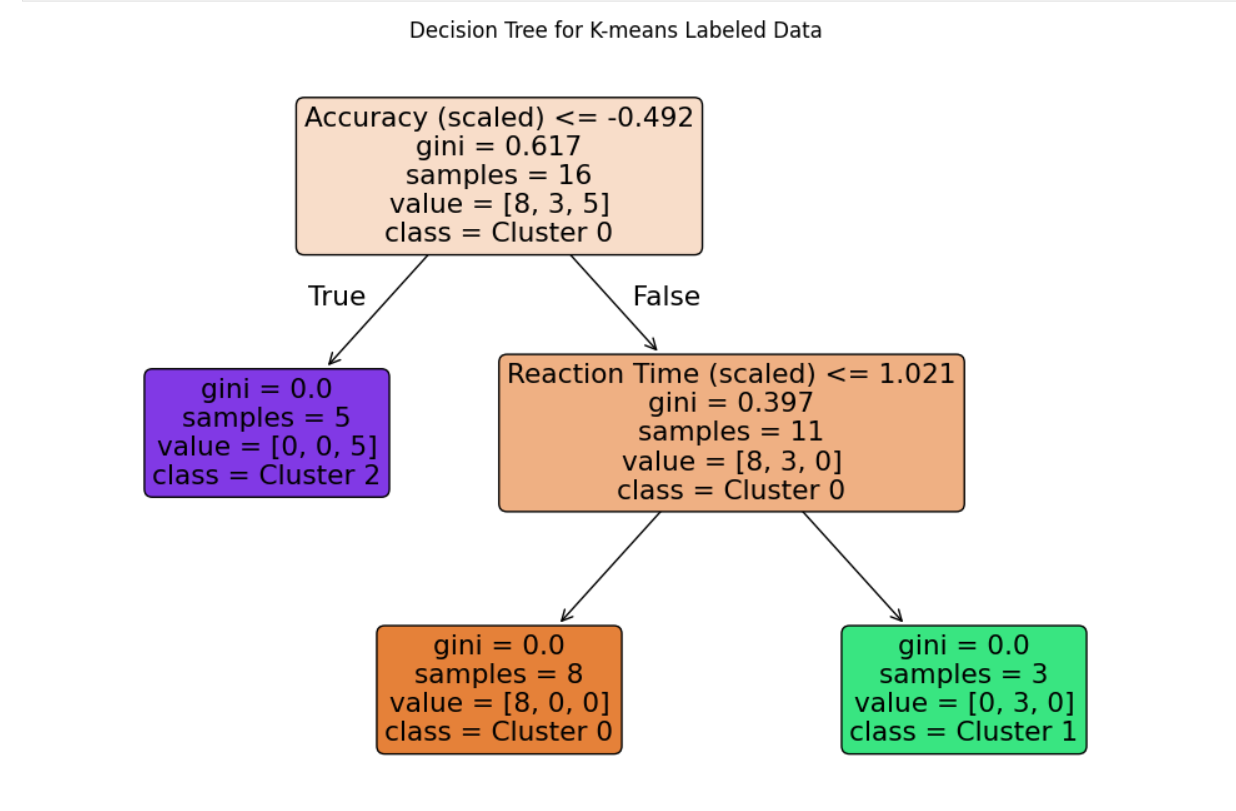 Decision Tree for K-means Labeled Data
Accuracy (scaled) <= -0.492
gini = 0.617
samples = 16
value = [8, 3, 5]
class = Cluster 0
True
False
gini = 0.0
samples = 5
value = [0, 0, 5]
class = Cluster 2
Reaction Time (scaled) <= 1.021
gini = 0.397
samples = 11
value = [8, 3, 0]
class = Cluster 0
gini = 0.0
samples = 8
value = [8, 0, 0]
class = Cluster 0
gini = 0.0
samples = 3
value = [0, 3, 0]
class = Cluster 1